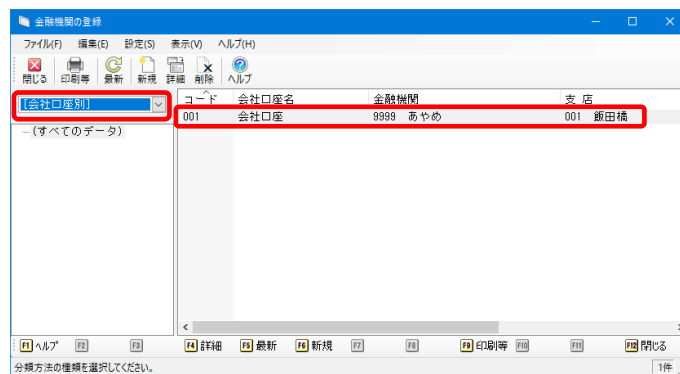 金融機関の登録
ファイル(F) 編集(E) 設定(S) 表示(V) ヘルプ(H)
閉じる 印刷等 最新 新規 詳細 削除 ヘルプ
[会社口座別]
コード 会社口座名 金融機関 支 店
001 会社口座 9999 あやめ 001 飯田橋
(すべてのデータ)
F1 ヘルプ F2 F3 F4 詳細 F5 最新 F6 新規 F7 F8 F9 印刷等 F10 F11 F12 閉じる
分類方法の種類を選択してください。 1件